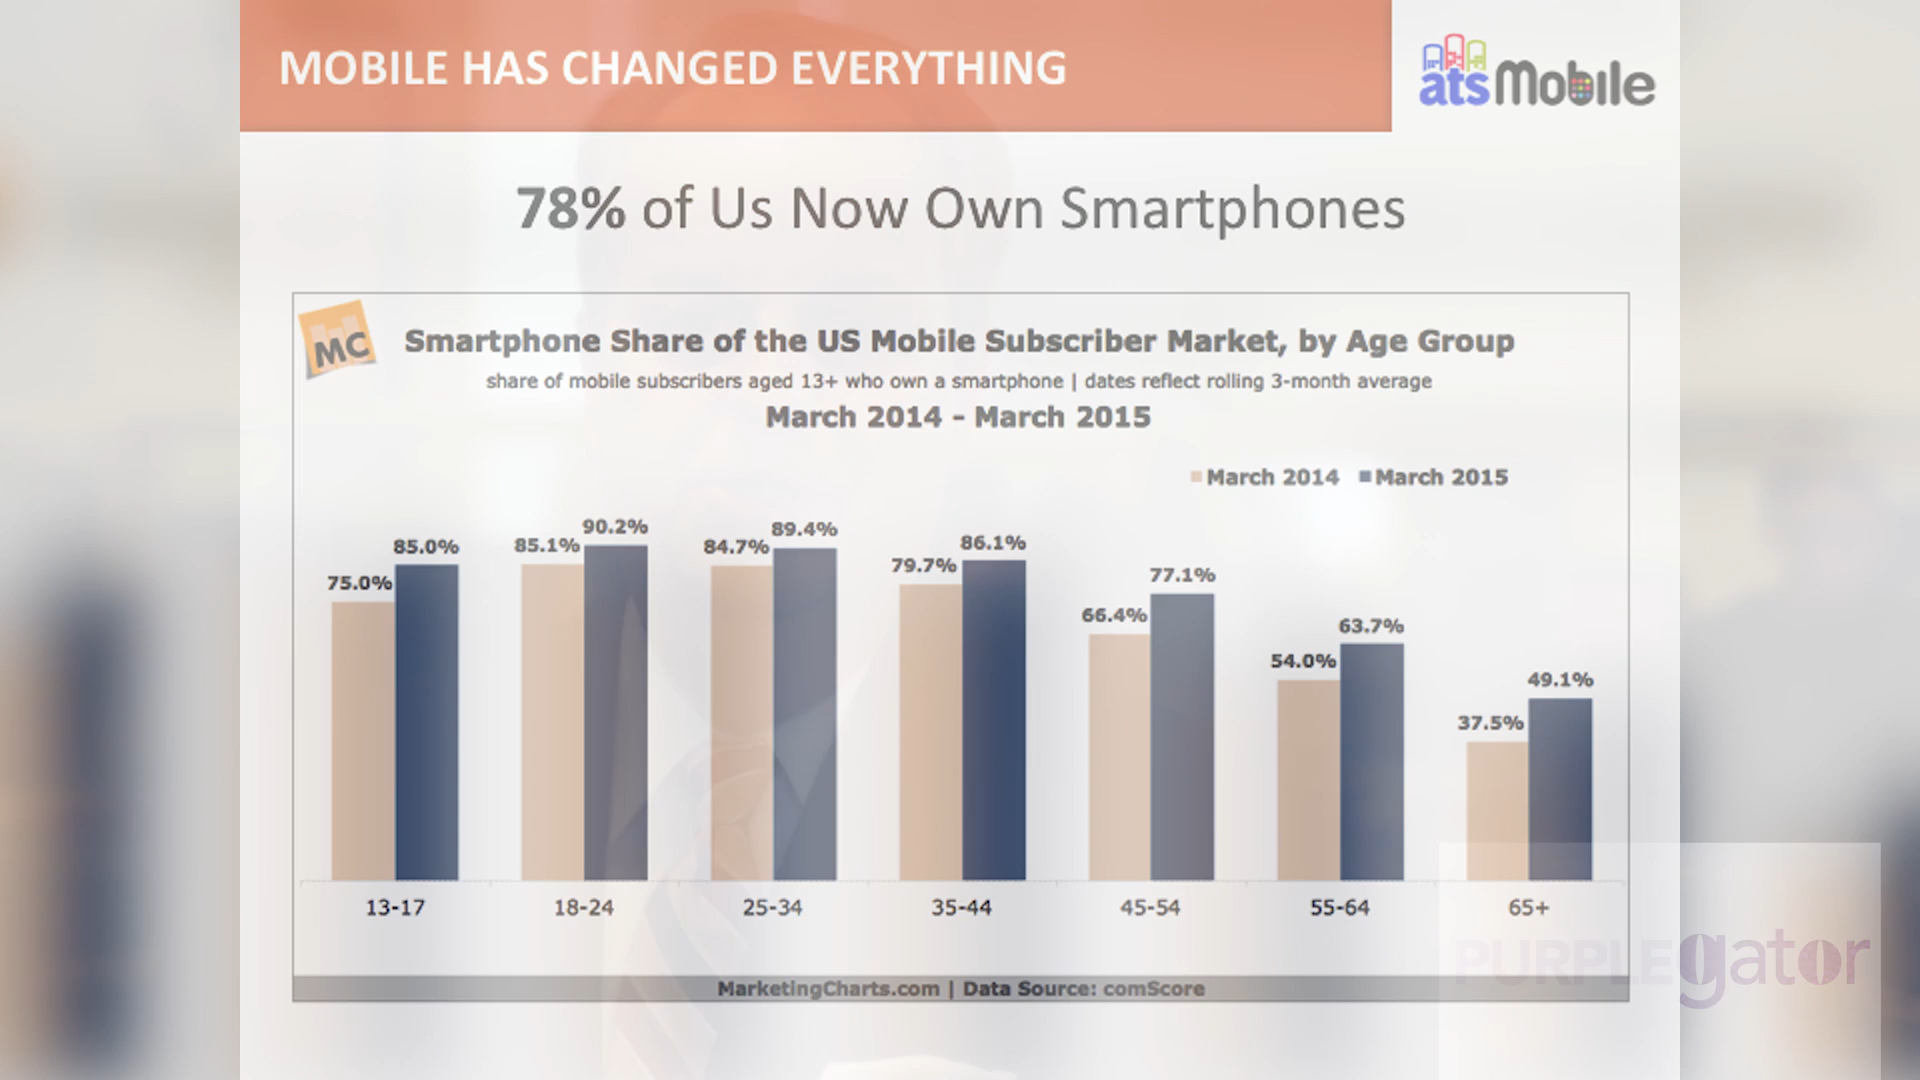 MOBILE HAS CHANGED EVERYTHING
ats Mobile
78% of Us Now Own Smartphones
MC
Smartphone Share of the US Mobile Subscriber Market, by Age Group
share of mobile subscribers aged 13+ who own a smartphone | dates reflect rolling 3-month average
March 2014 - March 2015
March 2014 March 2015
75.0% 85.0% 85.1% 90.2% 84.7% 89.4% 79.7% 86.1% 66.4% 77.1% 54.0% 63.7% 37.5% 49.1%
13-17 18-24 25-34 35-44 45-54 55-64 65+
MarketingCharts.com | Data Source: comScore
PURPLEgator